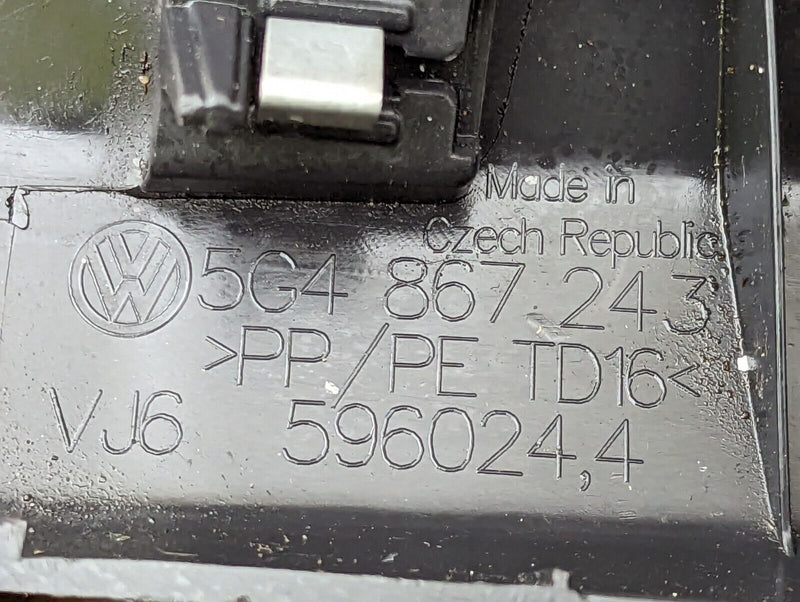 Made in
Czech Republic
5G4 867 243
>PP/PE TD16<
VJ6 596024,4